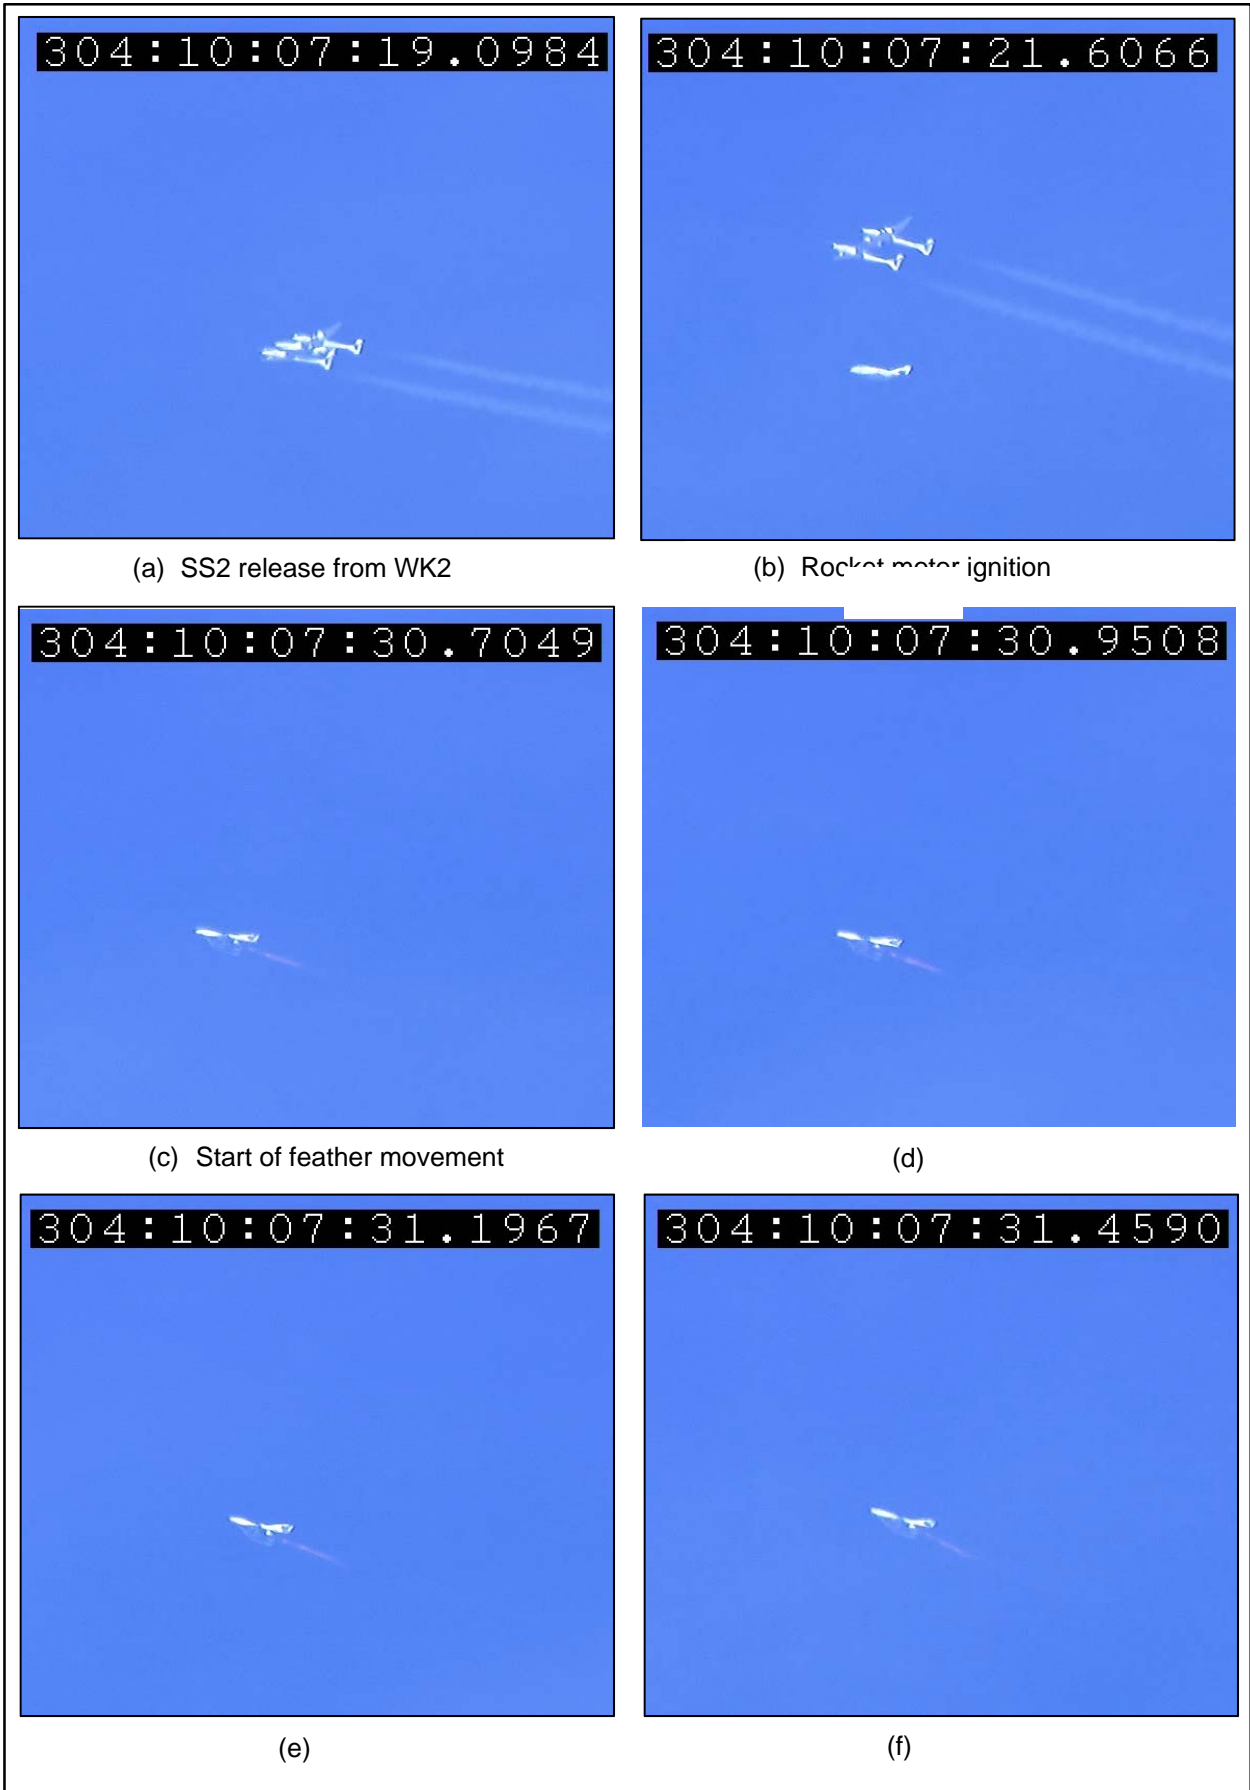 304:10:07:19.0984
304:10:07:21.6066
(a) SS2 release from WK2
(b) Rocket motor ignition
304:10:07:30.7049
304:10:07:30.9508
(c) Start of feather movement
(d)
304:10:07:31.1967
304:10:07:31.4590
(e)
(f)